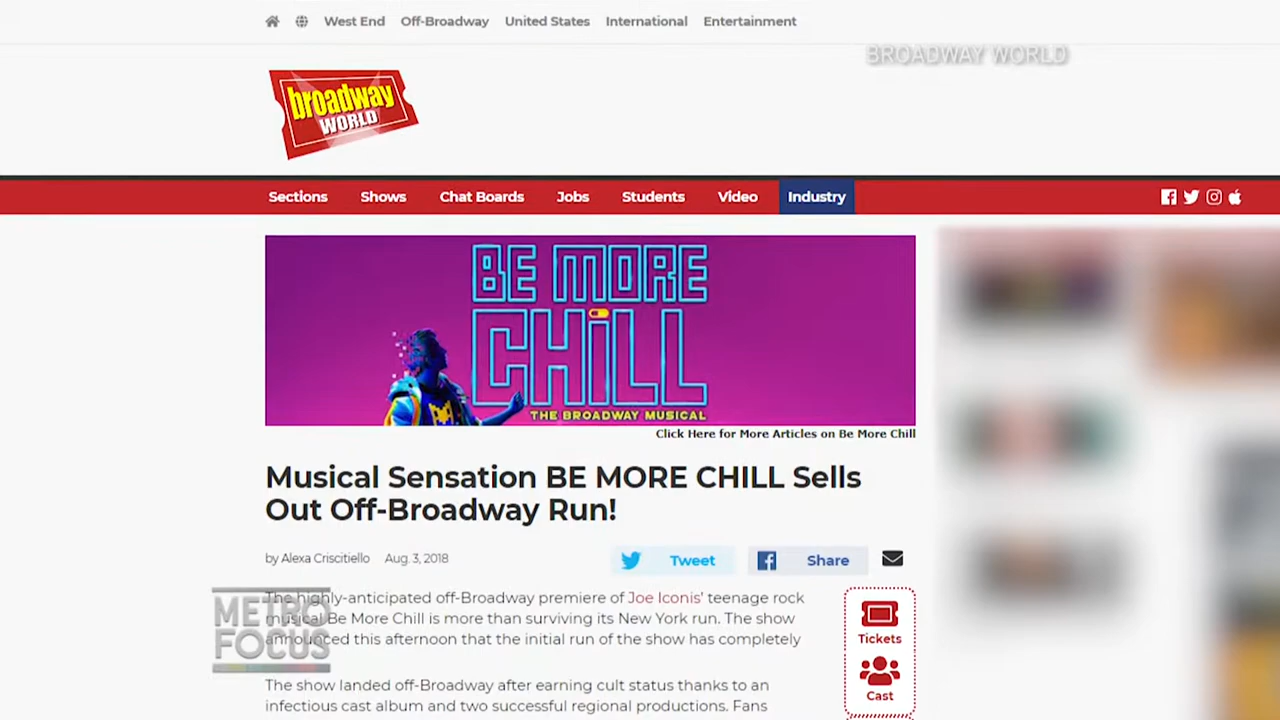 West End Off-Broadway United States International Entertainment
BROADWAY WORLD
broadway
WORLD
Sections Shows Chat Boards Jobs Students Video Industry
BE MORE
CHILL
THE BROADWAY MUSICAL
Click Here for More Articles on Be More Chill
Musical Sensation BE MORE CHILL Sells
Out Off-Broadway Run!
by Alexa Criscitiello Aug. 3, 2018
Tweet
Share
The highly-anticipated off-Broadway premiere of Joe Iconis' teenage rock
musical Be More Chill is more than surviving its New York run. The show
announced this afternoon that the initial run of the show has completely
The show landed off-Broadway after earning cult status thanks to an
infectious cast album and two successful regional productions. Fans
Tickets
Cast
METRO
FOCUS